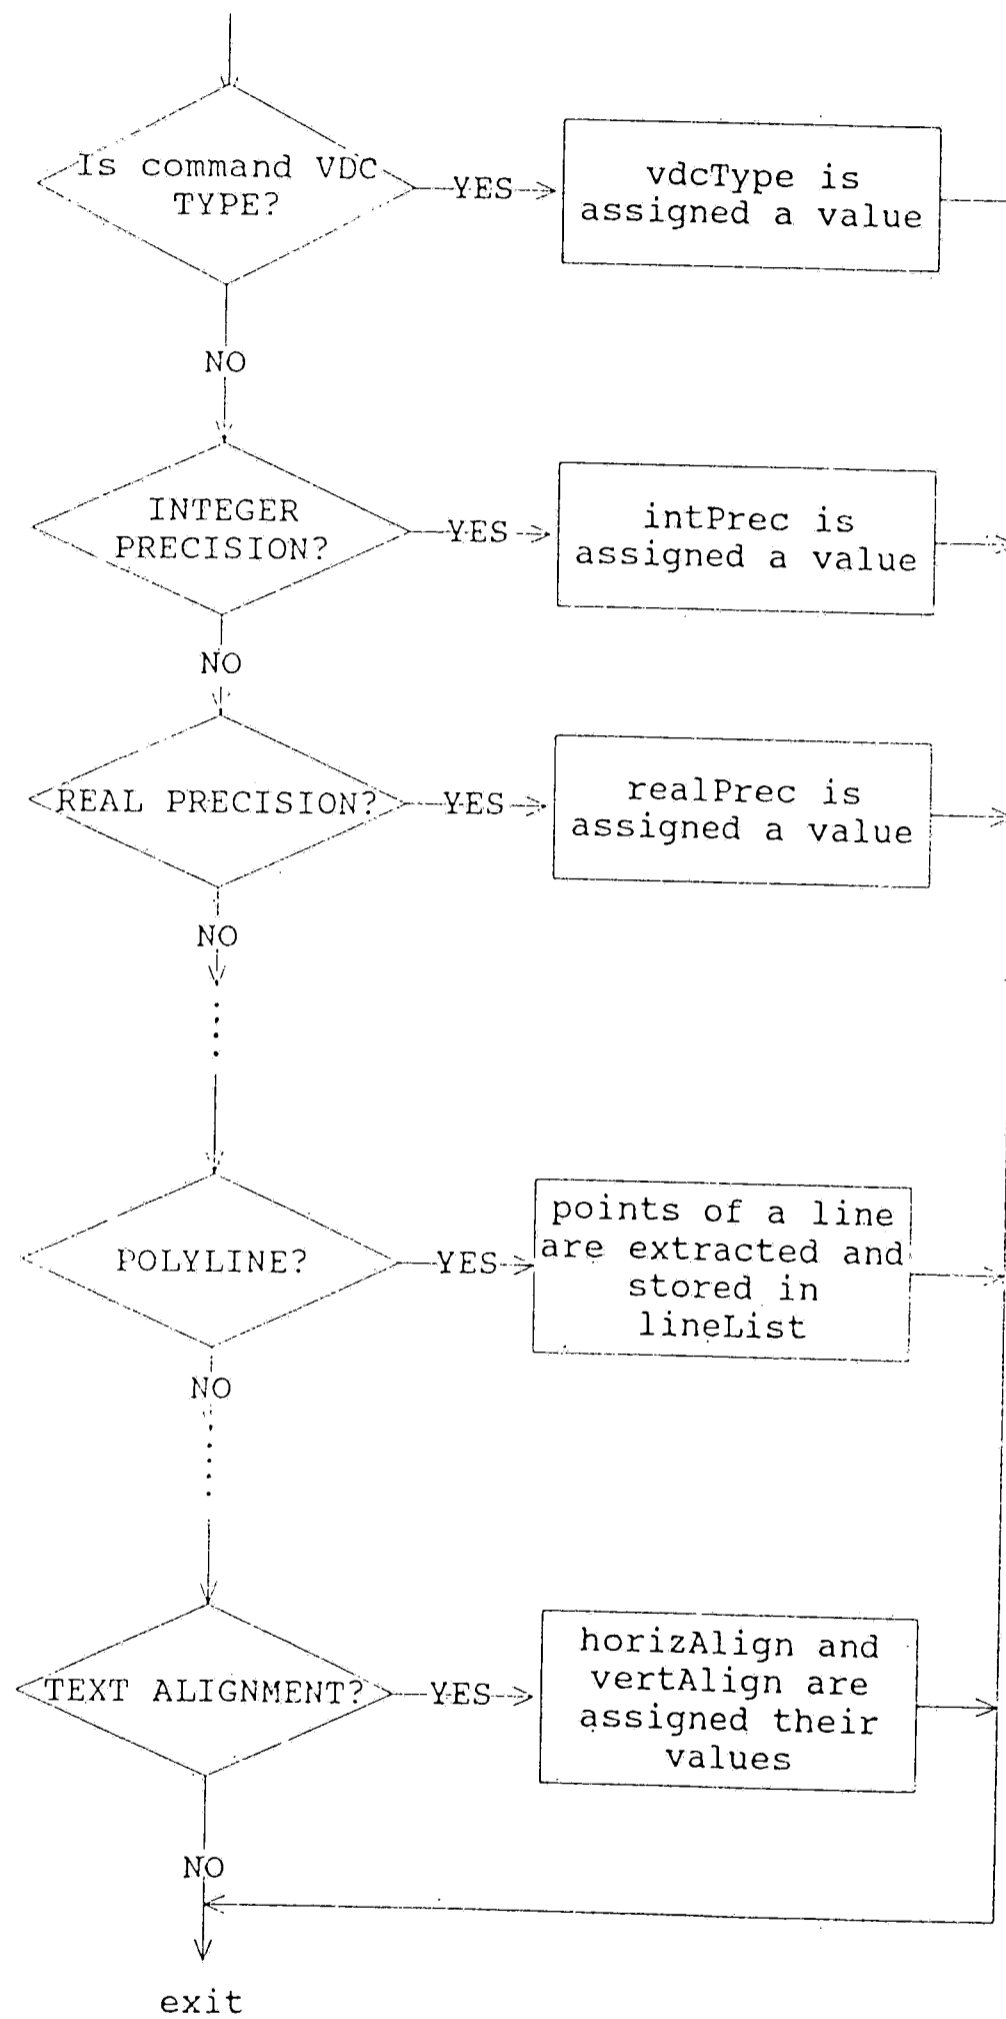 Is command VDC
TYPE?
YES
vdcType is
assigned a value
NO
INTEGER
PRECISION?
YES
intPrec is
assigned a value
NO
REAL PRECISION?
YES
realPrec is
assigned a value
NO
POLYLINE?
YES
points of a line
are extracted and
stored in
lineList
NO
TEXT ALIGNMENT?
YES
horizAlign and
vertAlign are
assigned their
values
NO
exit